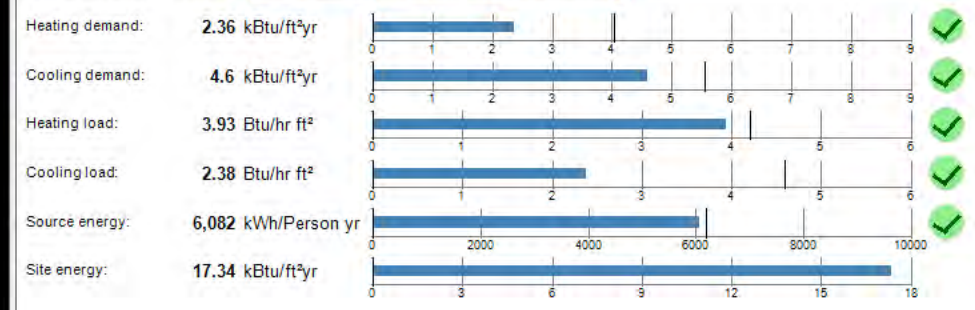 Heating demand: 2.36 kBtu/ft²yr
0 1 2 3 4 5 6 7 8 9
Cooling demand: 4.6 kBtu/ft²yr
0 1 2 3 4 5 6 7 8 9
Heating load: 3.93 Btu/hr ft²
0 1 2 3 4 5 6
Cooling load: 2.38 Btu/hr ft²
0 1 2 3 4 5 6
Source energy: 6,082 kWh/Person yr
0 2000 4000 6000 8000 10000
Site energy: 17.34 kBtu/ft²yr
0 3 6 9 12 15 18